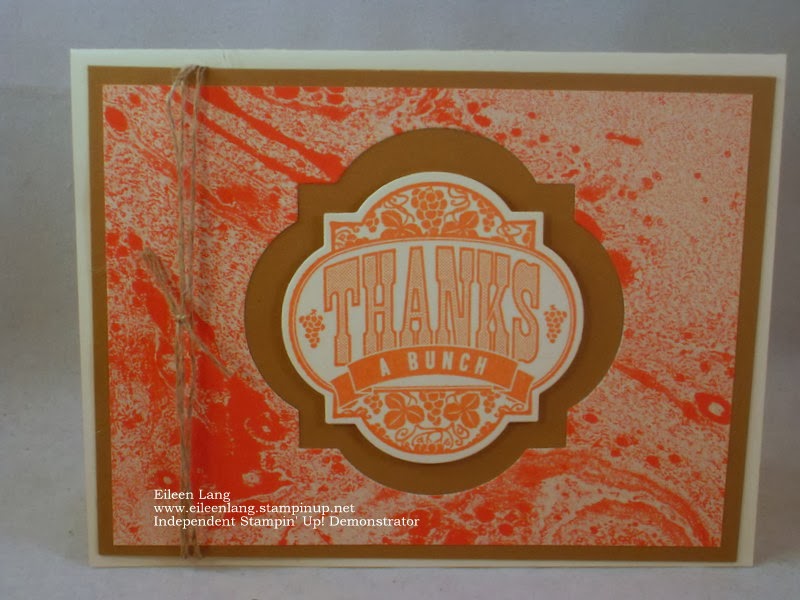 THANKS
A BUNCH
Eileen Lang
www.eileenlang.stampinup.net
Independent Stampin' Up! Demonstrator